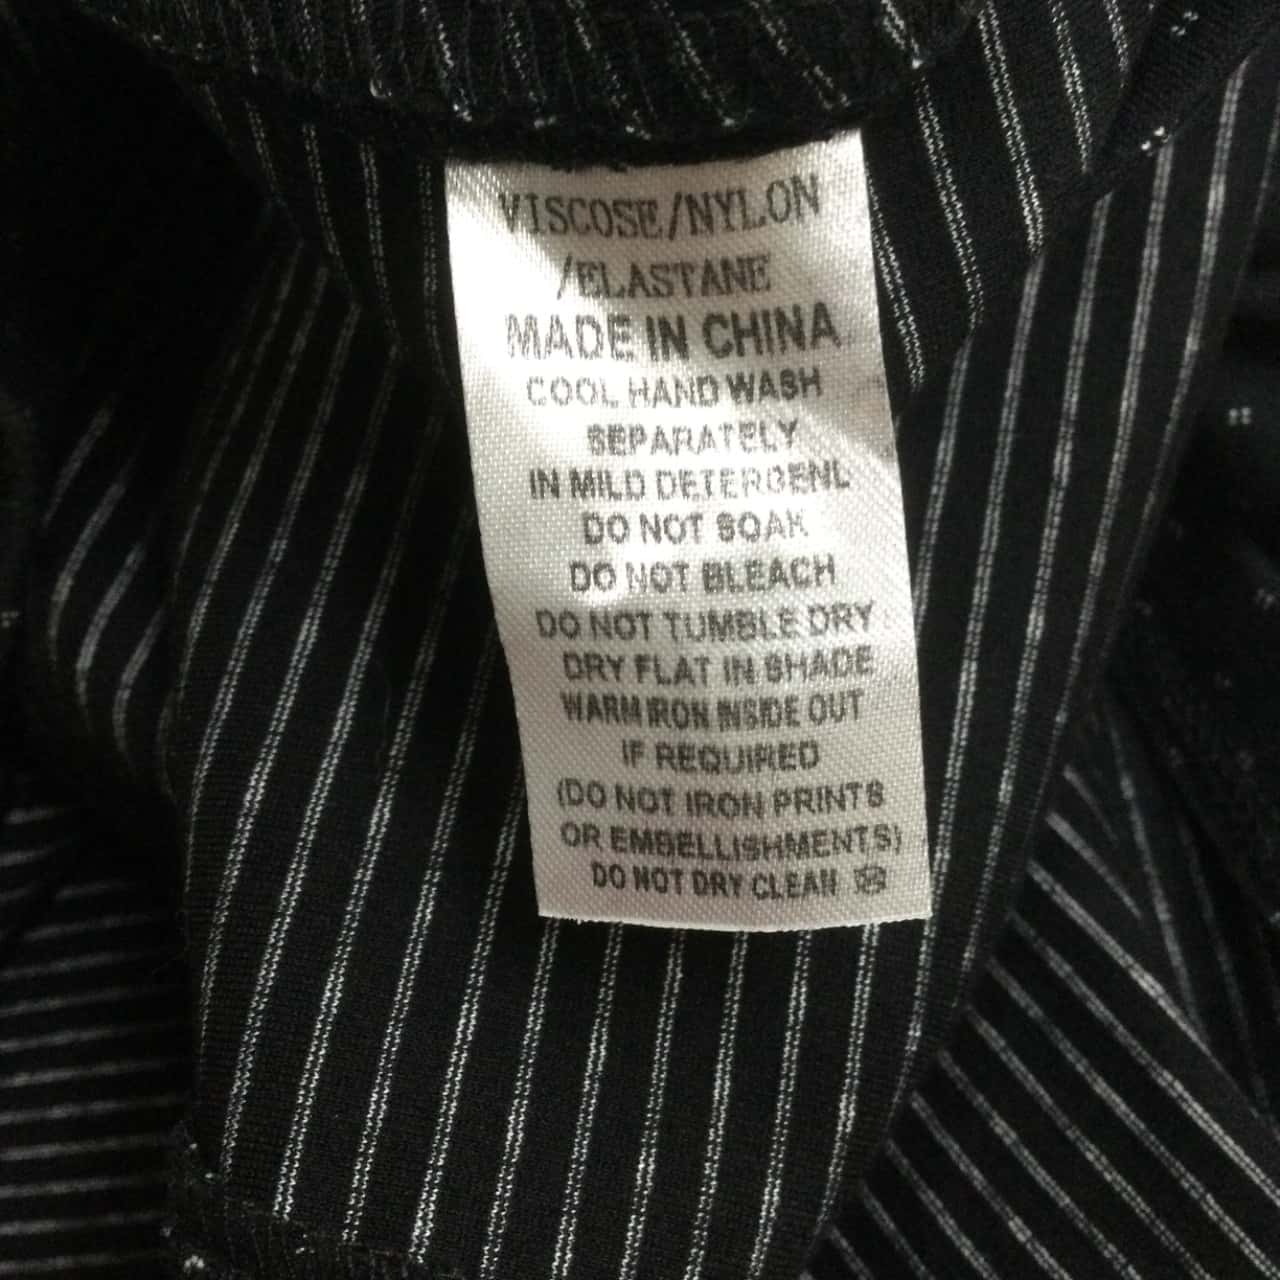 VISCOSE/NYLON
/ELASTANE
MADE IN CHINA
COOL HAND WASH
SEPARATELY
IN MILD DETERGENL
DO NOT SOAK
DO NOT BLEACH
DO NOT TUMBLE DRY
DRY FLAT IN SHADE
WARM IRON INSIDE OUT
IF REQUIRED
(DO NOT IRON PRINTS
OR EMBELLISHMENTS)
DO NOT DRY CLEAN